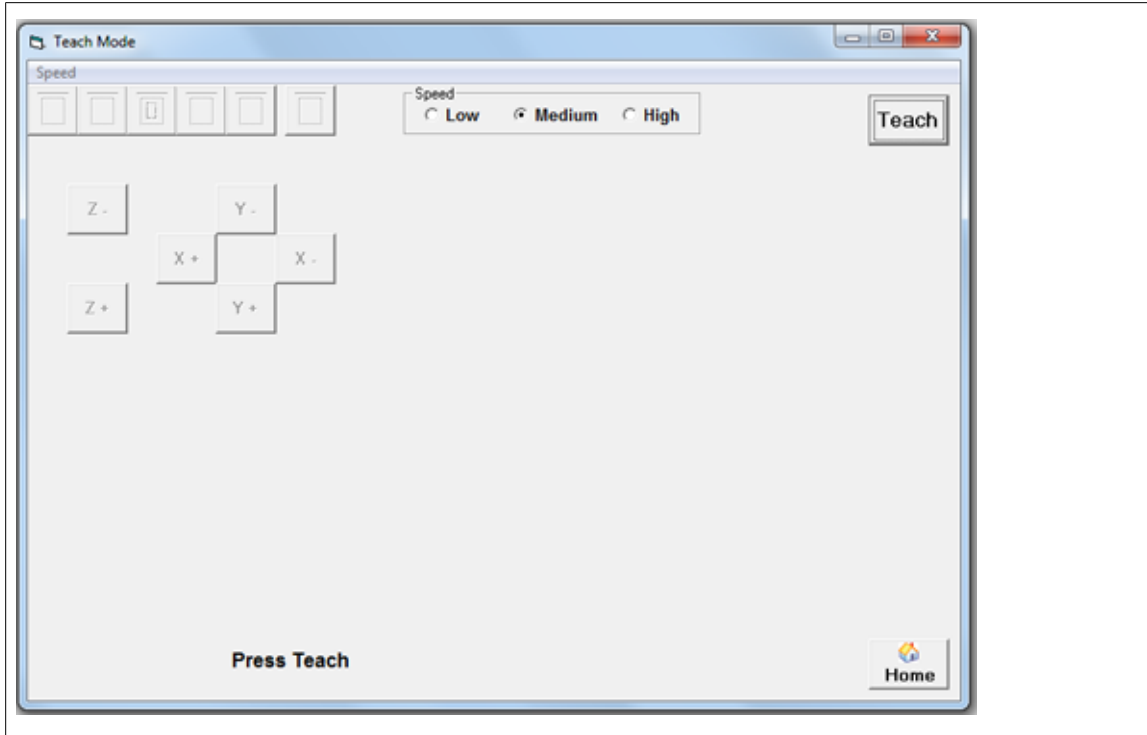 Teach Mode
Speed
Speed
Low Medium High
Teach
Z - Y -
X + X -
Z + Y +
Press Teach
Home